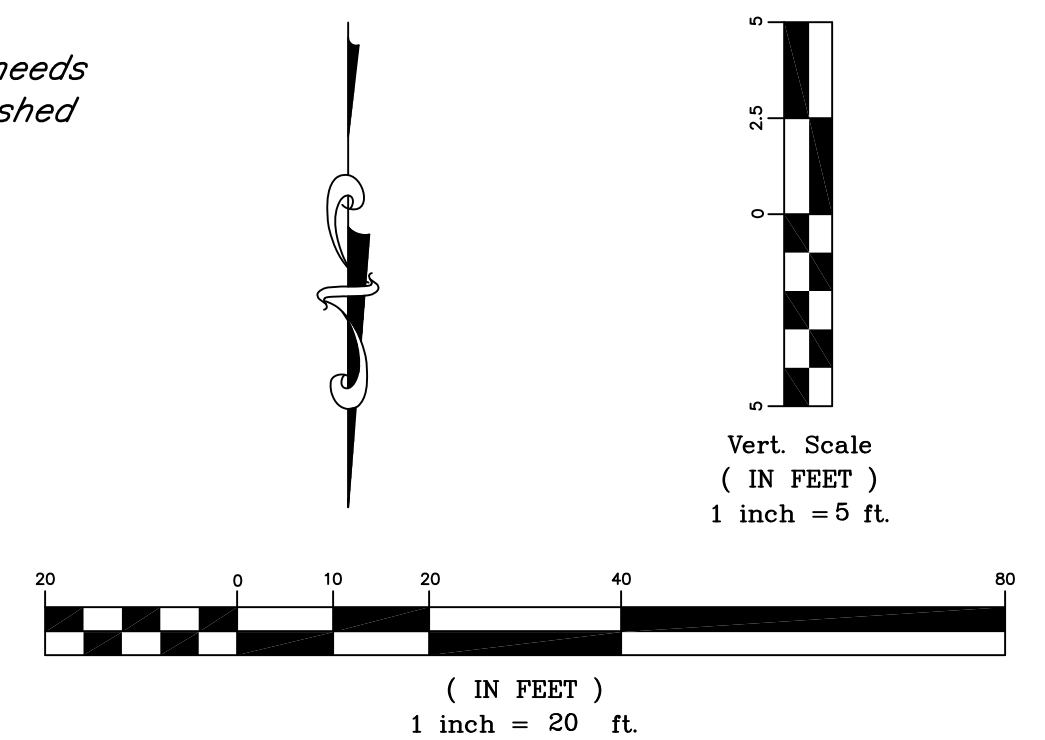 needs
shed
5
2.5
0
5
Vert. Scale
( IN FEET )
1 inch = 5 ft.
20 0 10 20 40 80
( IN FEET )
1 inch = 20 ft.